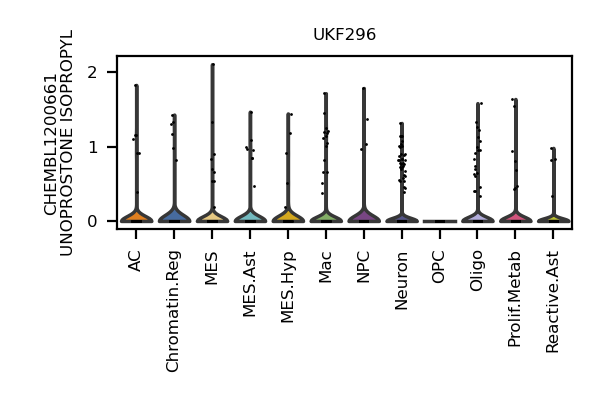 UKF296
CHEMBL1200661
UNOPROSTONE ISOPROPYL
2
1
0
AC
Chromatin.Reg
MES
MES.Ast
MES.Hyp
Mac
NPC
Neuron
OPC
Oligo
Prolif.Metab
Reactive.Ast